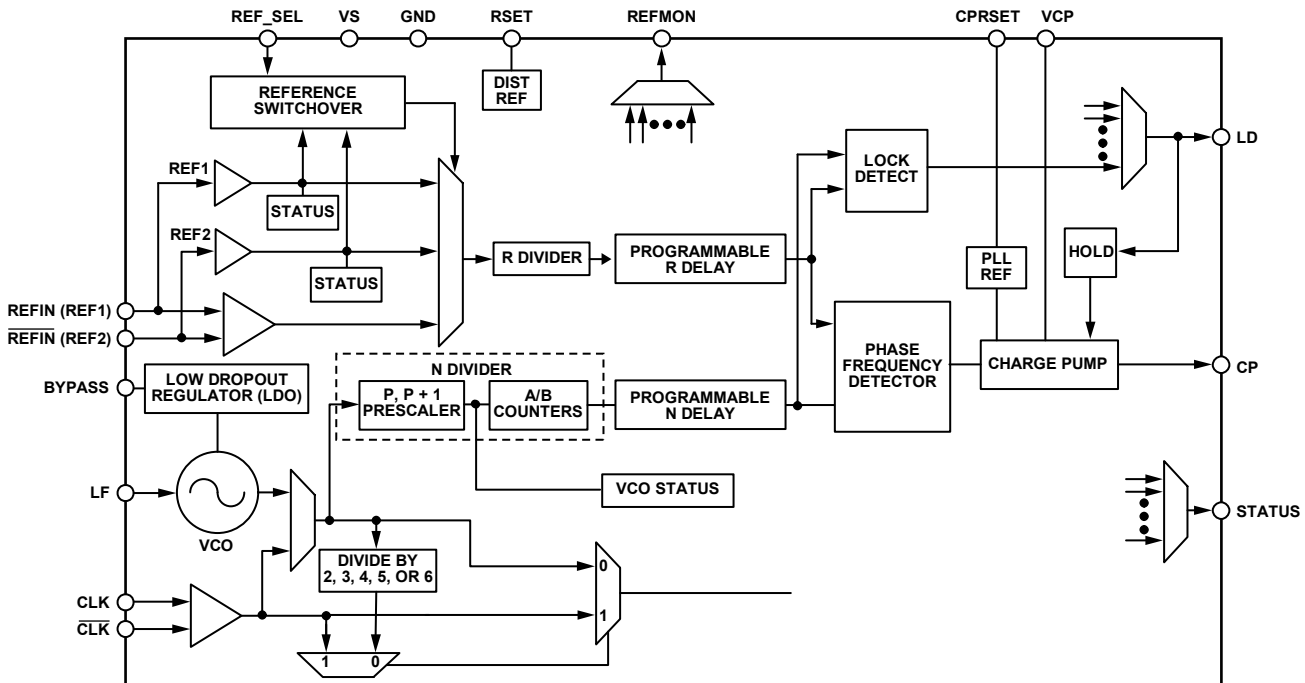 REF_SEL
VS
GND
RSET
REFMON
CPRSET
VCP
REFERENCE
SWITCHOVER
DIST
REF
LD
REF1
STATUS
LOCK
DETECT
REF2
STATUS
R DIVIDER
PROGRAMMABLE
R DELAY
PLL
REF
HOLD
REFIN (REF1)
REFIN (REF2)
BYPASS
LOW DROPOUT
REGULATOR (LDO)
N DIVIDER
P, P + 1
PRESCALER
A/B
COUNTERS
PROGRAMMABLE
N DELAY
PHASE
FREQUENCY
DETECTOR
CHARGE PUMP
CP
LF
VCO
VCO STATUS
STATUS
DIVIDE BY
2, 3, 4, 5, OR 6
0
1
CLK
CLK
1
0